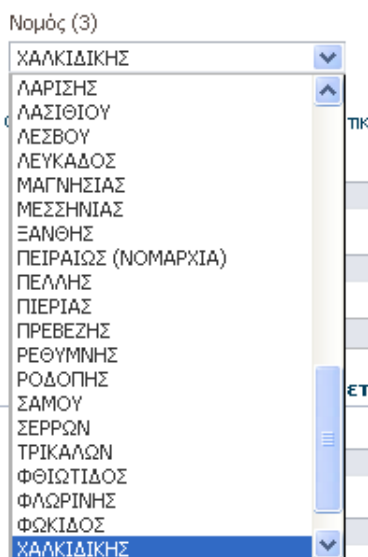 Νομός (3)
ΧΑΛΚΙΔΙΚΗΣ
ΛΑΡΙΣΗΣ
ΛΑΣΙΘΙΟΥ
ΛΕΣΒΟΥ
ΛΕΥΚΑΔΟΣ
ΜΑΓΝΗΣΙΑΣ
ΜΕΣΣΗΝΙΑΣ
ΞΑΝΘΗΣ
ΠΕΙΡΑΙΩΣ (ΝΟΜΑΡΧΙΑ)
ΠΕΛΛΗΣ
ΠΙΕΡΙΑΣ
ΠΡΕΒΕΖΗΣ
ΡΕΘΥΜΝΗΣ
ΡΟΔΟΠΗΣ
ΣΑΜΟΥ
ΣΕΡΡΩΝ
ΤΡΙΚΑΛΩΝ
ΦΘΙΩΤΙΔΟΣ
ΦΛΩΡΙΝΗΣ
ΦΩΚΙΔΟΣ
ΧΑΛΚΙΔΙΚΗΣ